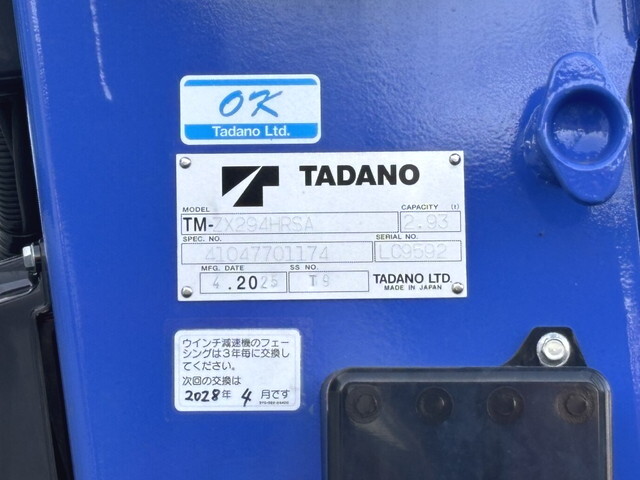 OK
Tadano Ltd.
TADANO
MODEL CAPACITY (t)
TM-ZX294HRSA 2.93
SPEC. NO. SERIAL NO.
41047701174 LC9592
MFG. DATE SS NO.
4.2025 T9 TADANO LTD.
MADE IN JAPAN
ウインチ減速機のフェー
シングは3年毎に交換し
てください。
次回の交換は
2028年 4月です